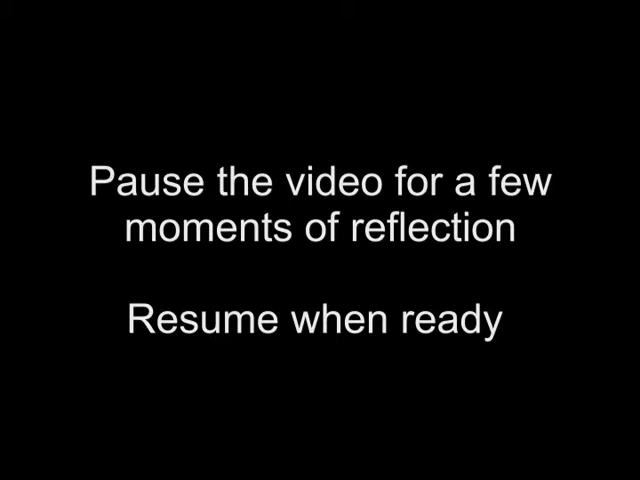 Pause the video for a few
moments of reflection
Resume when ready